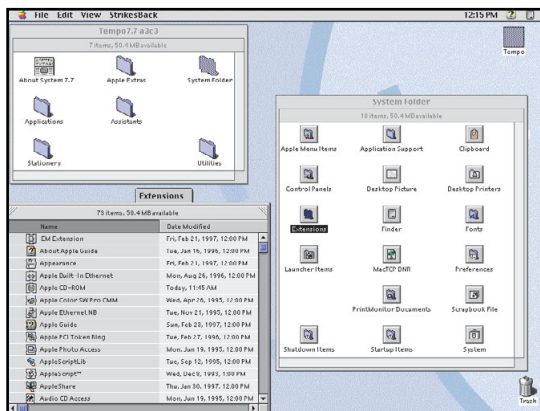 File Edit View StrikesBack 12:15 PM
Tempo7.7 a3c3
7 items, 50.4 MB available
About System 7.7 Apple Extras System Folder
Applications Assistants
Stationery Utilities
Tempo
System Folder
18 items, 50.4 MB available
Apple Menu Items Application Support Clipboard
Control Panels Desktop Picture Desktop Printers
Extensions Finder Fonts
Launcher Items MacTCP DNR Preferences
PrintMonitor Documents Scrapbook File
Shutdown Items Startup Items System
Extensions
73 items, 50.4 MB available
Name Date Modified
EM Extension Fri, Feb 21, 1997, 12:00 PM
About Apple Guide Tue, Jan 16, 1996, 12:00 PM
Appearance Fri, Feb 21, 1997, 12:00 PM
Apple Built-In Ethernet Mon, Aug 26, 1996, 12:00 PM
Apple CD-ROM Today, 11:45 AM
Apple Color SW Pro CMM Wed, Apr 26, 1995, 12:00 PM
Apple Ethernet NB Tue, Nov 21, 1995, 12:00 PM
Apple Guide Sun, Feb 23, 1997, 12:00 PM
Apple PCI Token Ring Tue, Feb 27, 1996, 12:00 PM
Apple Photo Access Mon, Jan 19, 1995, 12:00 PM
AppleScriptLib Tue, Sep 12, 1995, 12:00 PM
AppleScript™ Wed, Dec 8, 1993, 1:00 PM
AppleShare Thu, Jan 30, 1997, 12:00 PM
Audio CD Access Mon, Jan 19, 1995, 12:00 PM
Trash